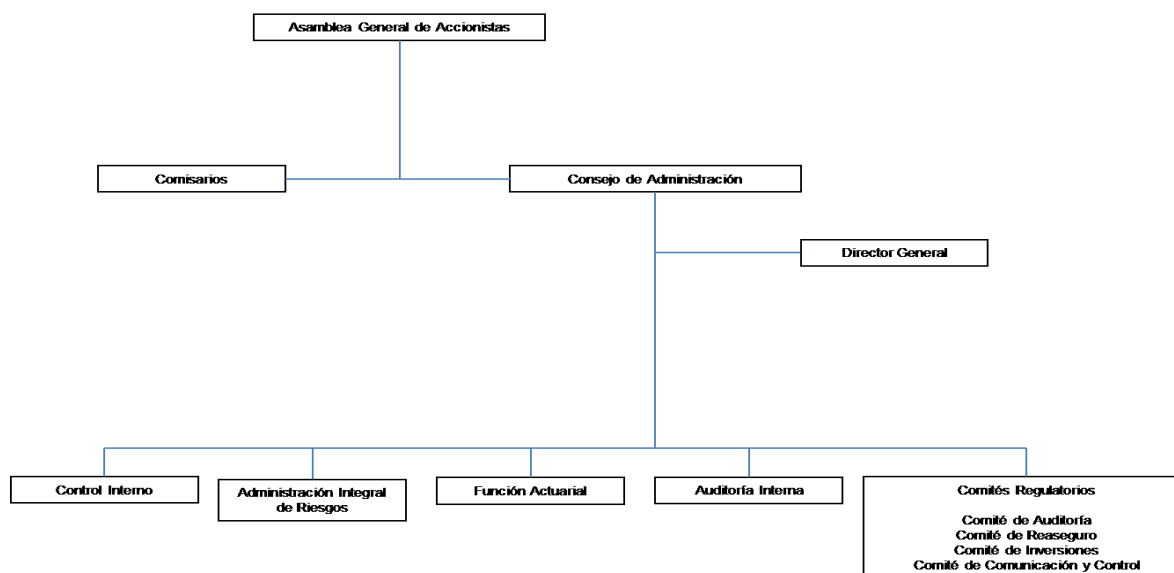 Asamblea General de Accionistas
Comisarios
Consejo de Administración
Director General
Control Interno
Administración Integral
de Riesgos
Función Actuarial
Auditoría Interna
Comités Regulatorios
Comité de Auditoría
Comité de Reaseguro
Comité de Inversiones
Comité de Comunicación y Control